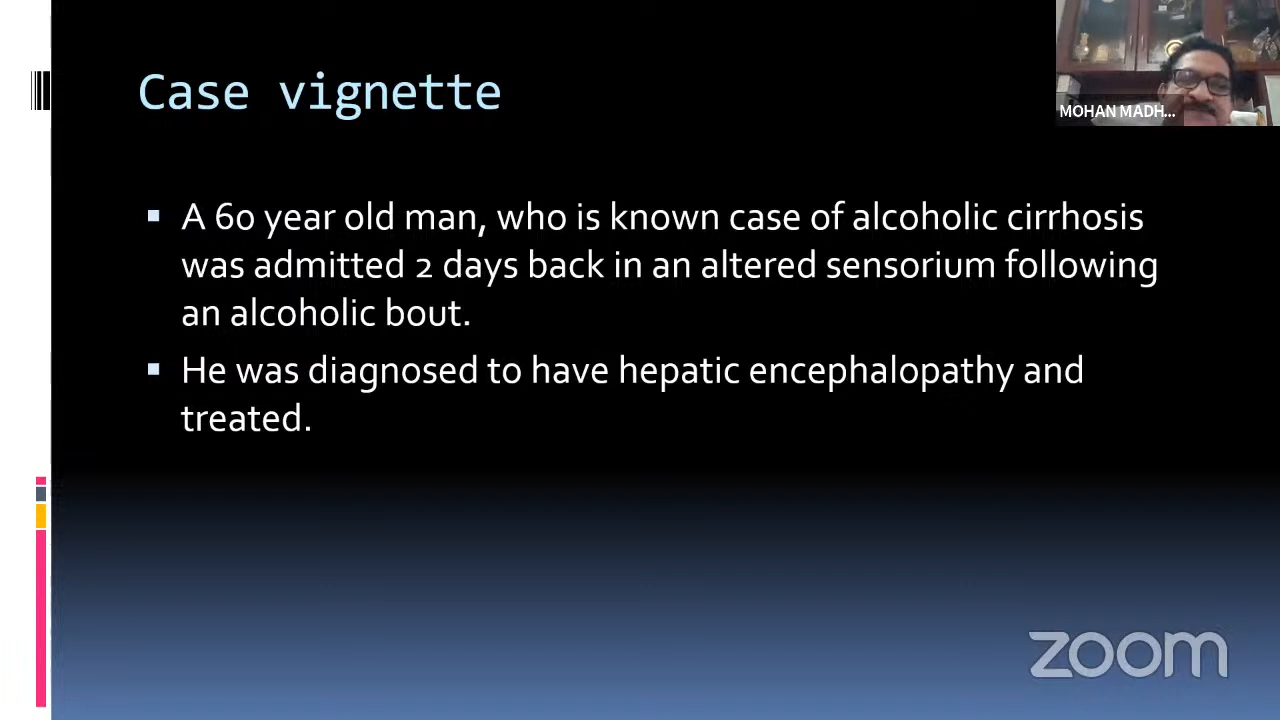 Case vignette
MOHAN MADH...
A 60 year old man, who is known case of alcoholic cirrhosis
was admitted 2 days back in an altered sensorium following
an alcoholic bout.
He was diagnosed to have hepatic encephalopathy and
treated.
zoom